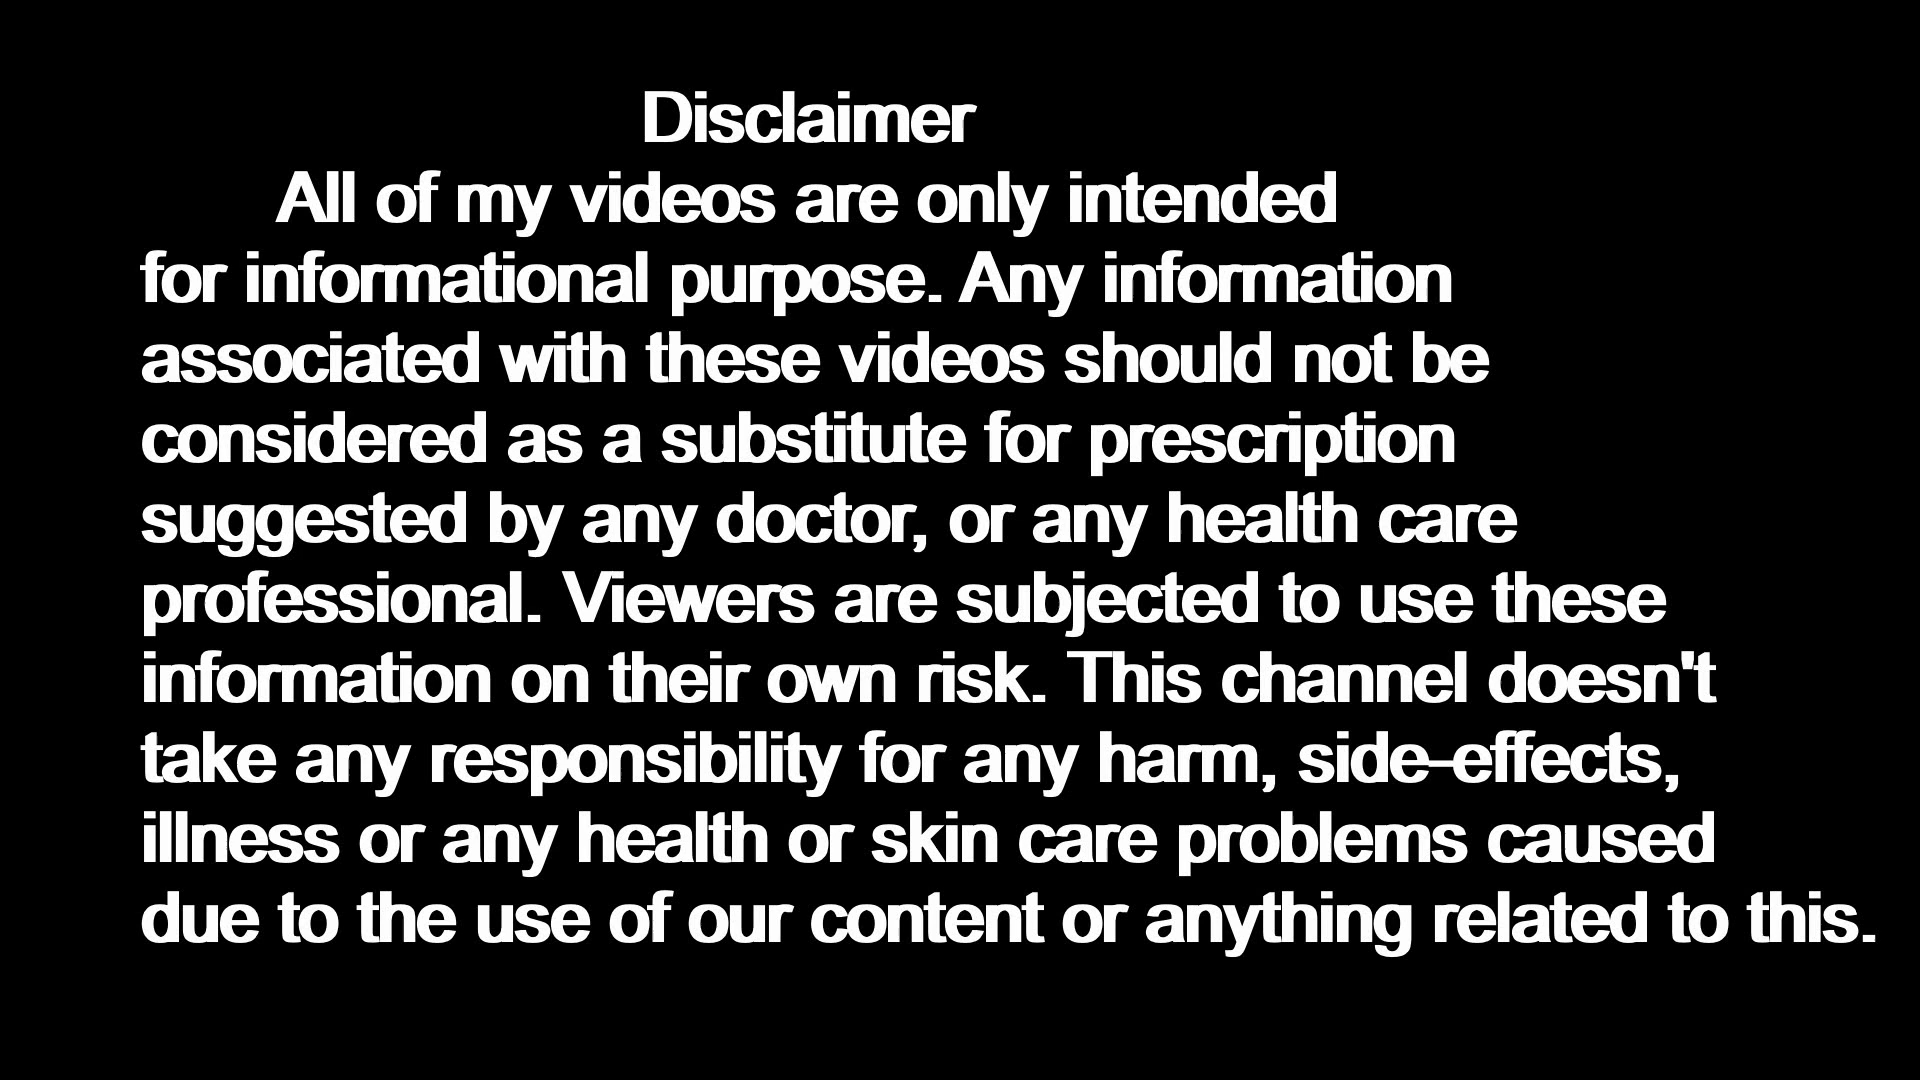 Disclaimer
All of my videos are only intended
for informational purpose. Any information
associated with these videos should not be
considered as a substitute for prescription
suggested by any doctor, or any health care
professional. Viewers are subjected to use these
information on their own risk. This channel doesn't
take any responsibility for any harm, side-effects,
illness or any health or skin care problems caused
due to the use of our content or anything related to this.